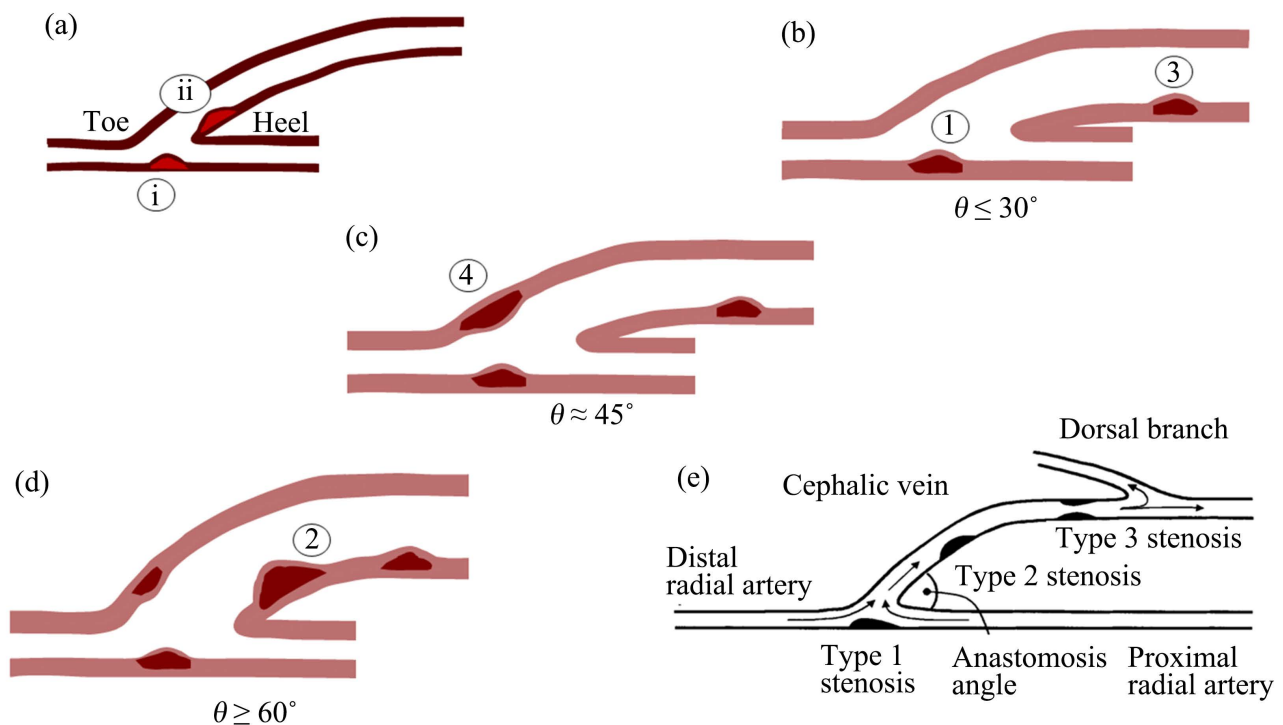 (a)
ii
Toe
Heel
i
(b)
3
1
θ ≤ 30˚
(c)
4
θ ≈ 45˚
(d)
2
θ ≥ 60˚
(e)
Dorsal branch
Cephalic vein
Type 3 stenosis
Distal
radial artery
Type 2 stenosis
Type 1
stenosis
Anastomosis
angle
Proximal
radial artery